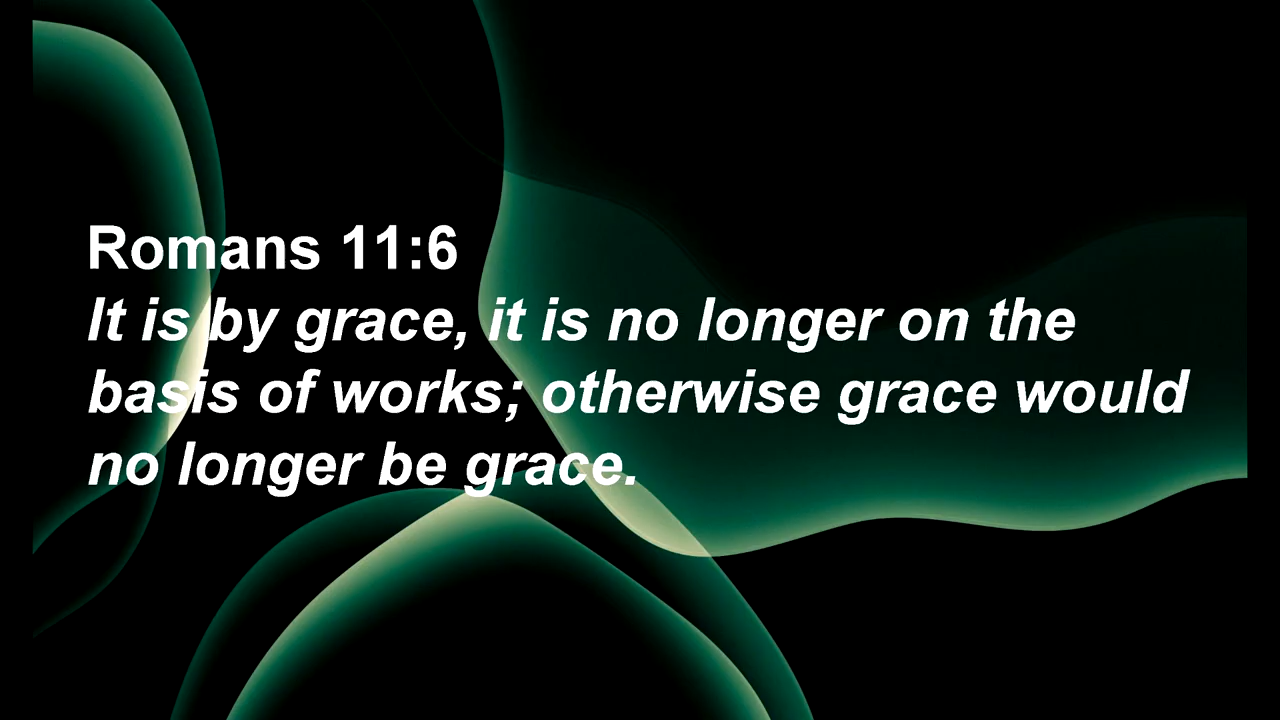 Romans 11:6
It is by grace, it is no longer on the
basis of works; otherwise grace would
no longer be grace.